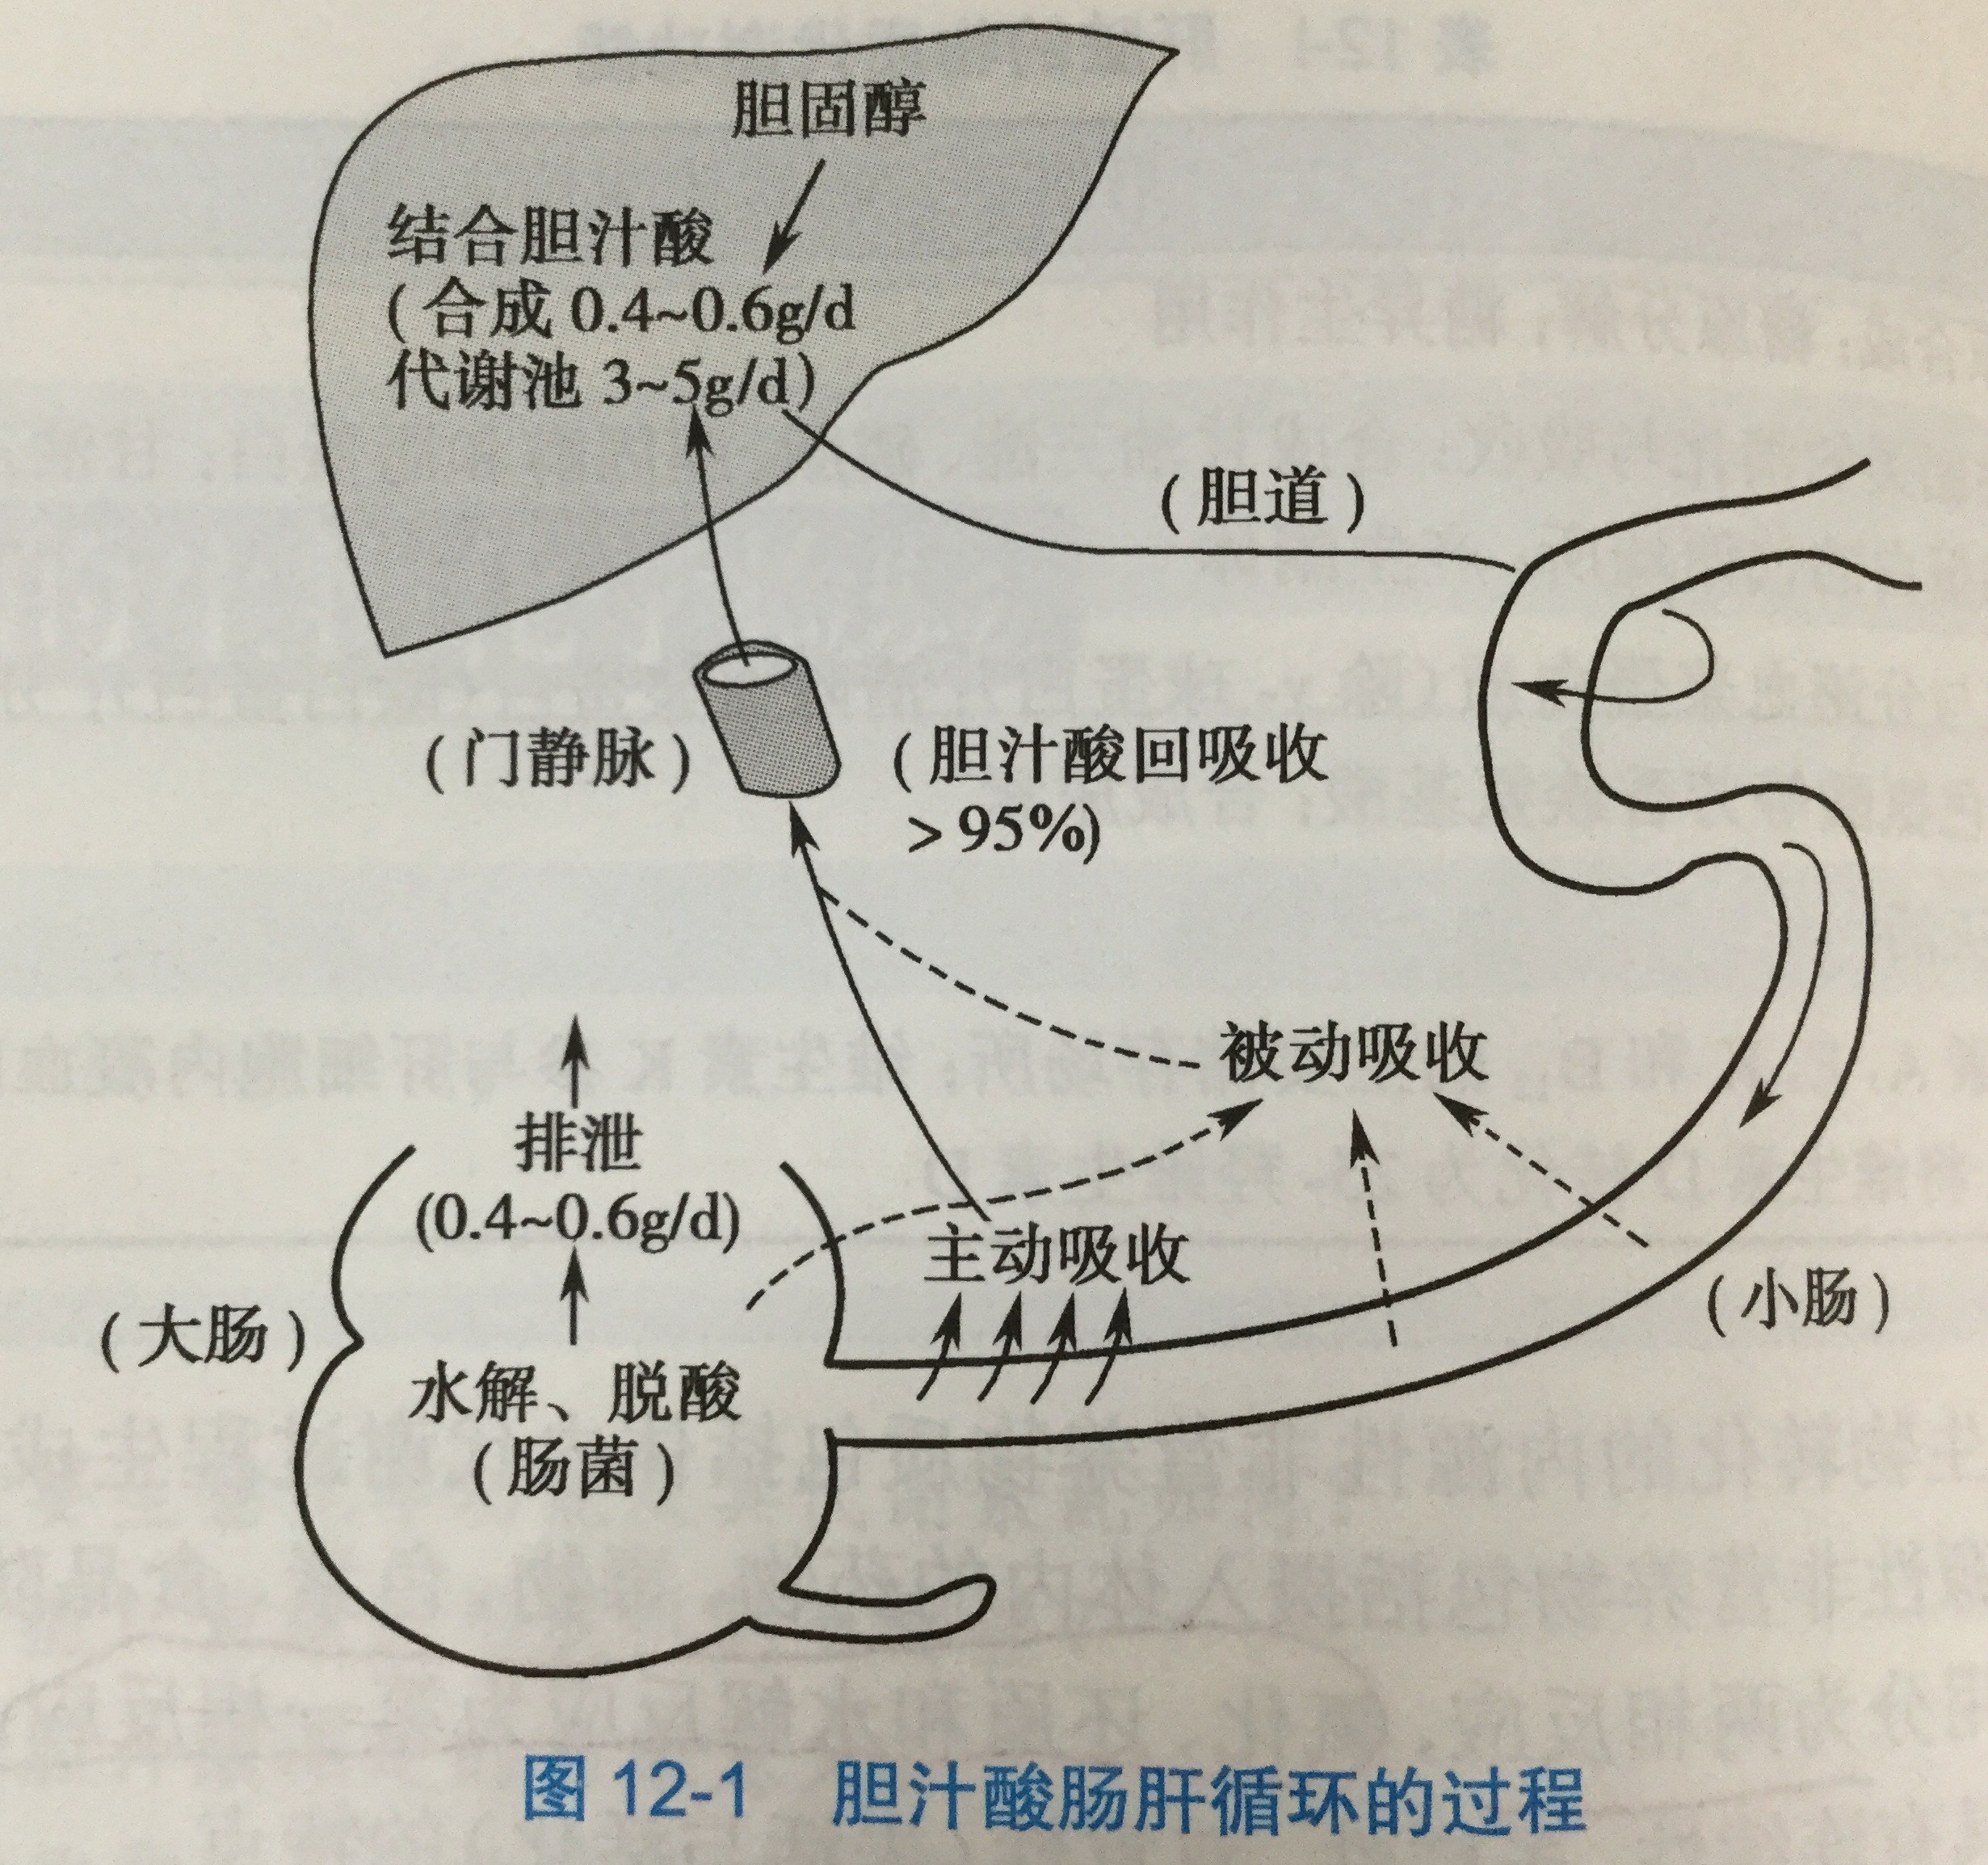 胆固醇
结合胆汁酸
(合成 0.4~0.6g/d
代谢池 3~5g/d)
(胆道)
(门静脉)
(胆汁酸回吸收
>95%)
被动吸收
排泄
(0.4~0.6g/d)
主动吸收
(小肠)
(大肠)
水解、脱酸
(肠菌)
图 12-1 胆汁酸肠肝循环的过程